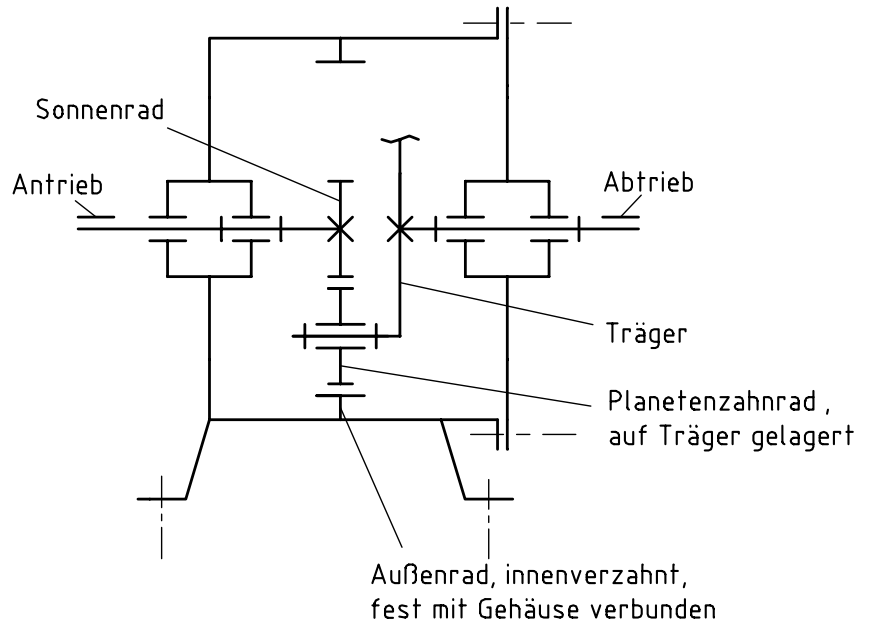 Sonnenrad
Antrieb
Abtrieb
Träger
Planetenzahnrad,
auf Träger gelagert
Außenrad, innenverzahnt,
fest mit Gehäuse verbunden